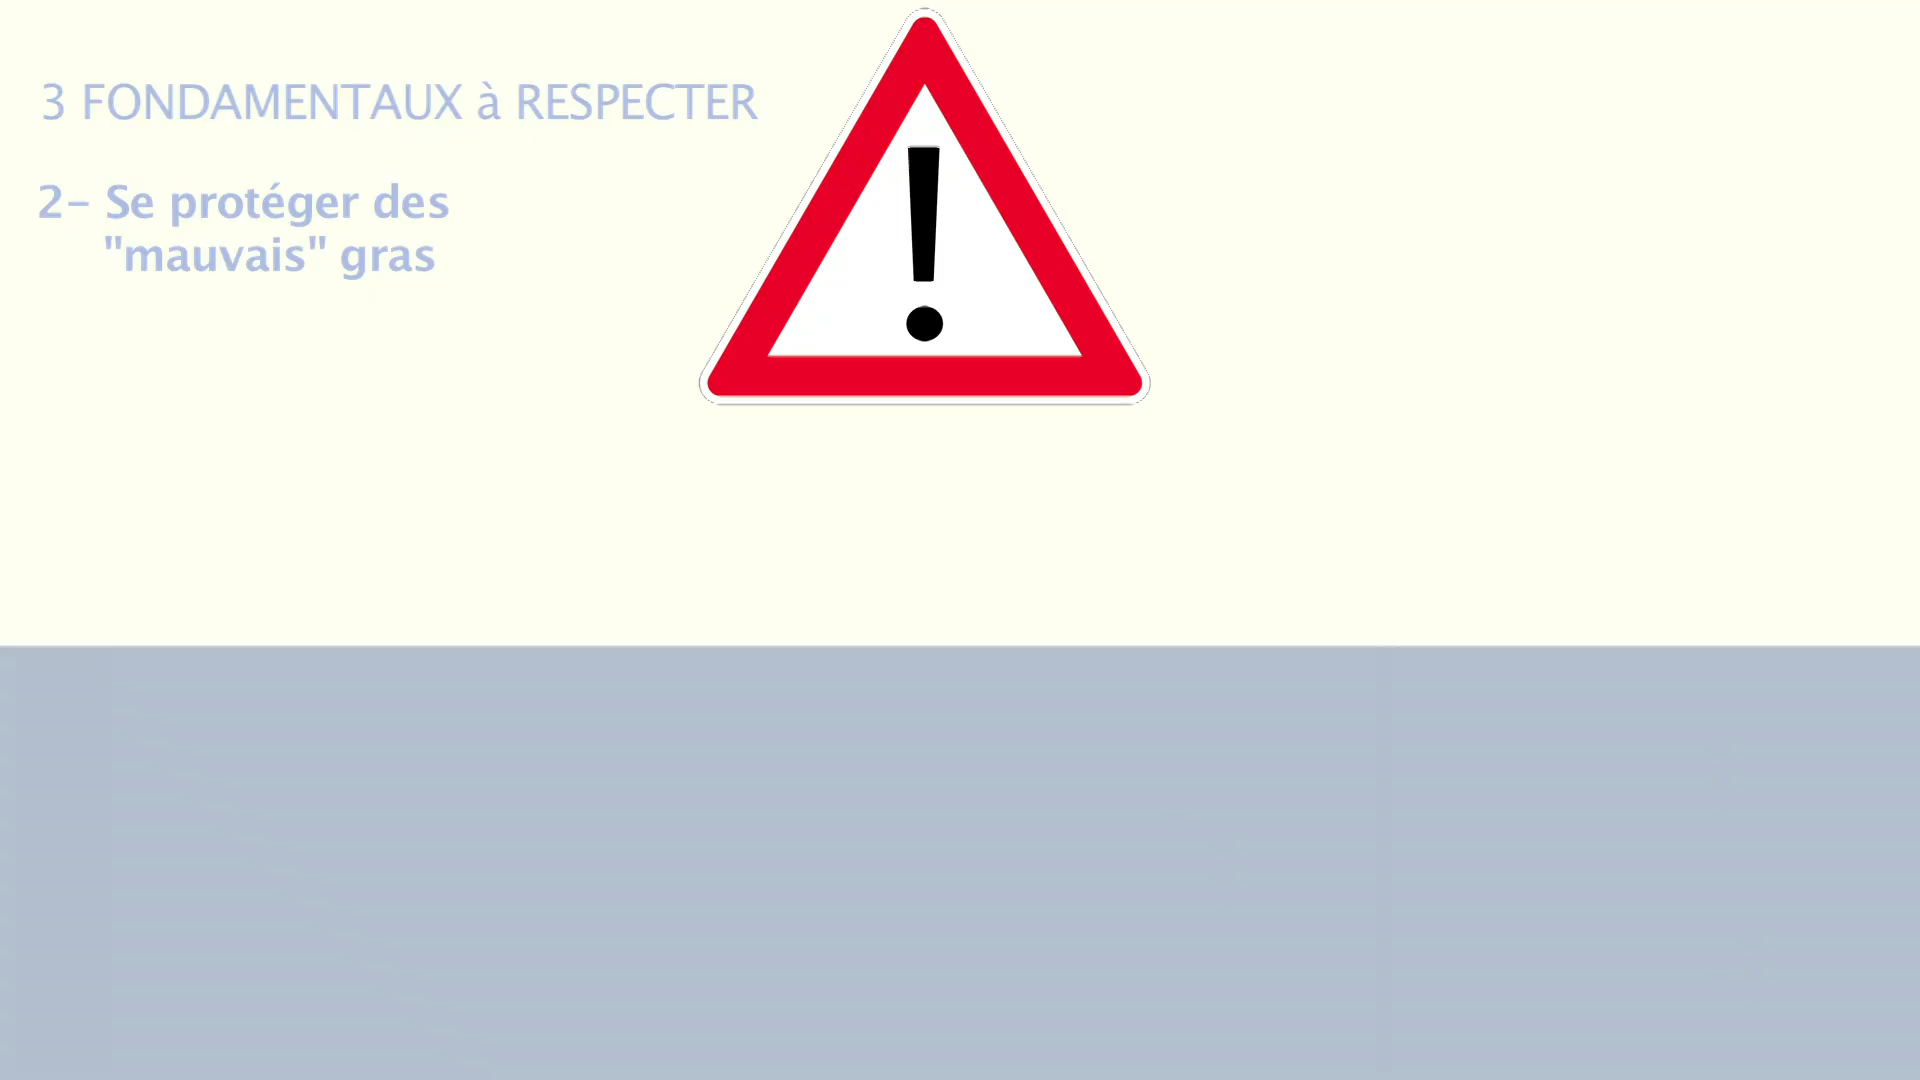 3 FONDAMENTAUX à RESPECTER
2- Se protéger des
"mauvais" gras
!